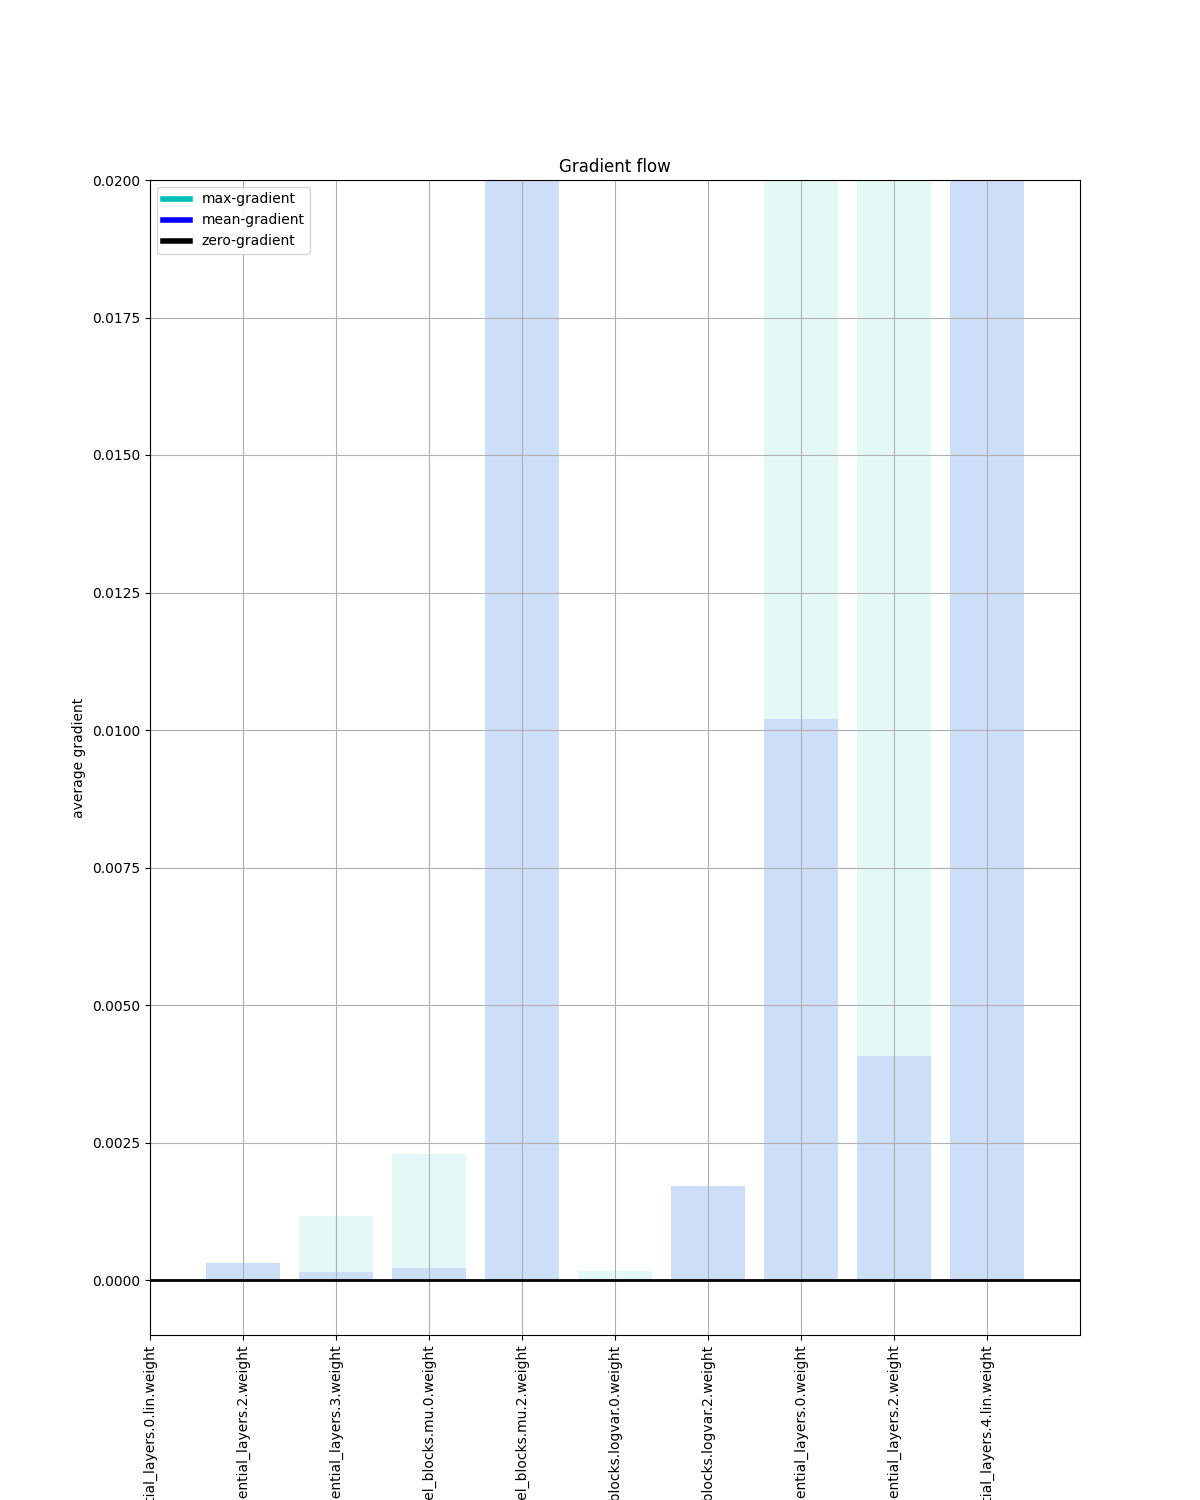 Gradient flow
max-gradient
mean-gradient
zero-gradient
0.0200
0.0175
0.0150
0.0125
0.0100
0.0075
0.0050
0.0025
0.0000
average gradient
tial_layers.0.lin.weight
ential_layers.2.weight
ential_layers.3.weight
el_blocks.mu.0.weight
el_blocks.mu.2.weight
blocks.logvar.0.weight
blocks.logvar.2.weight
ential_layers.0.weight
ential_layers.2.weight
tial_layers.4.lin.weight